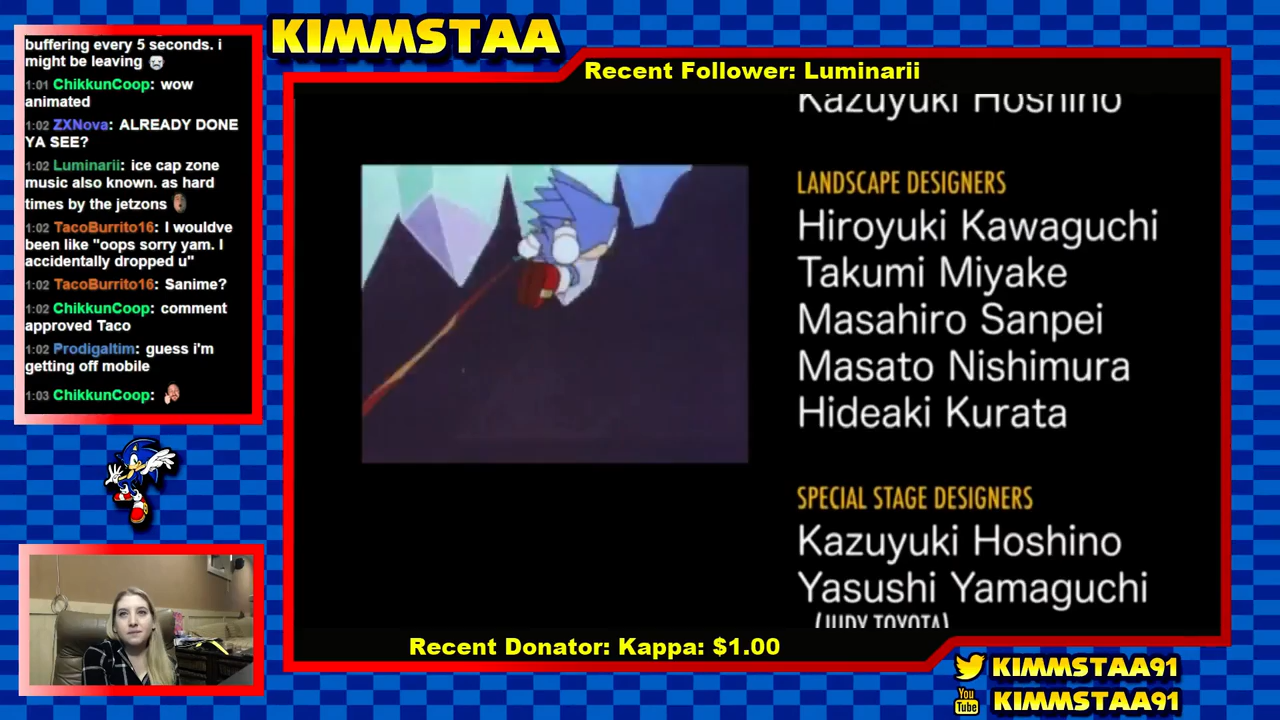 KIMMSTAA
Recent Follower: Luminarii
buffering every 5 seconds. i
might be leaving
1:01 ChikkunCoop: wow
animated
1:02 ZXNova: ALREADY DONE
YA SEE?
1:02 Luminarii: ice cap zone
music also known. as hard
times by the jetzons
1:02 TacoBurrito16: I wouldve
been like "oops sorry yam. I
accidentally dropped u"
1:02 TacoBurrito16: Sanime?
1:02 ChikkunCoop: comment
approved Taco
1:02 Prodigaltim: guess i'm
getting off mobile
1:03 ChikkunCoop:
Kazuyuki Hoshino
LANDSCAPE DESIGNERS
Hiroyuki Kawaguchi
Takumi Miyake
Masahiro Sanpei
Masato Nishimura
Hideaki Kurata
SPECIAL STAGE DESIGNERS
Kazuyuki Hoshino
Yasushi Yamaguchi
(JUDY TOYOTA)
Recent Donator: Kappa: $1.00
KIMMSTAA91
You Tube KIMMSTAA91